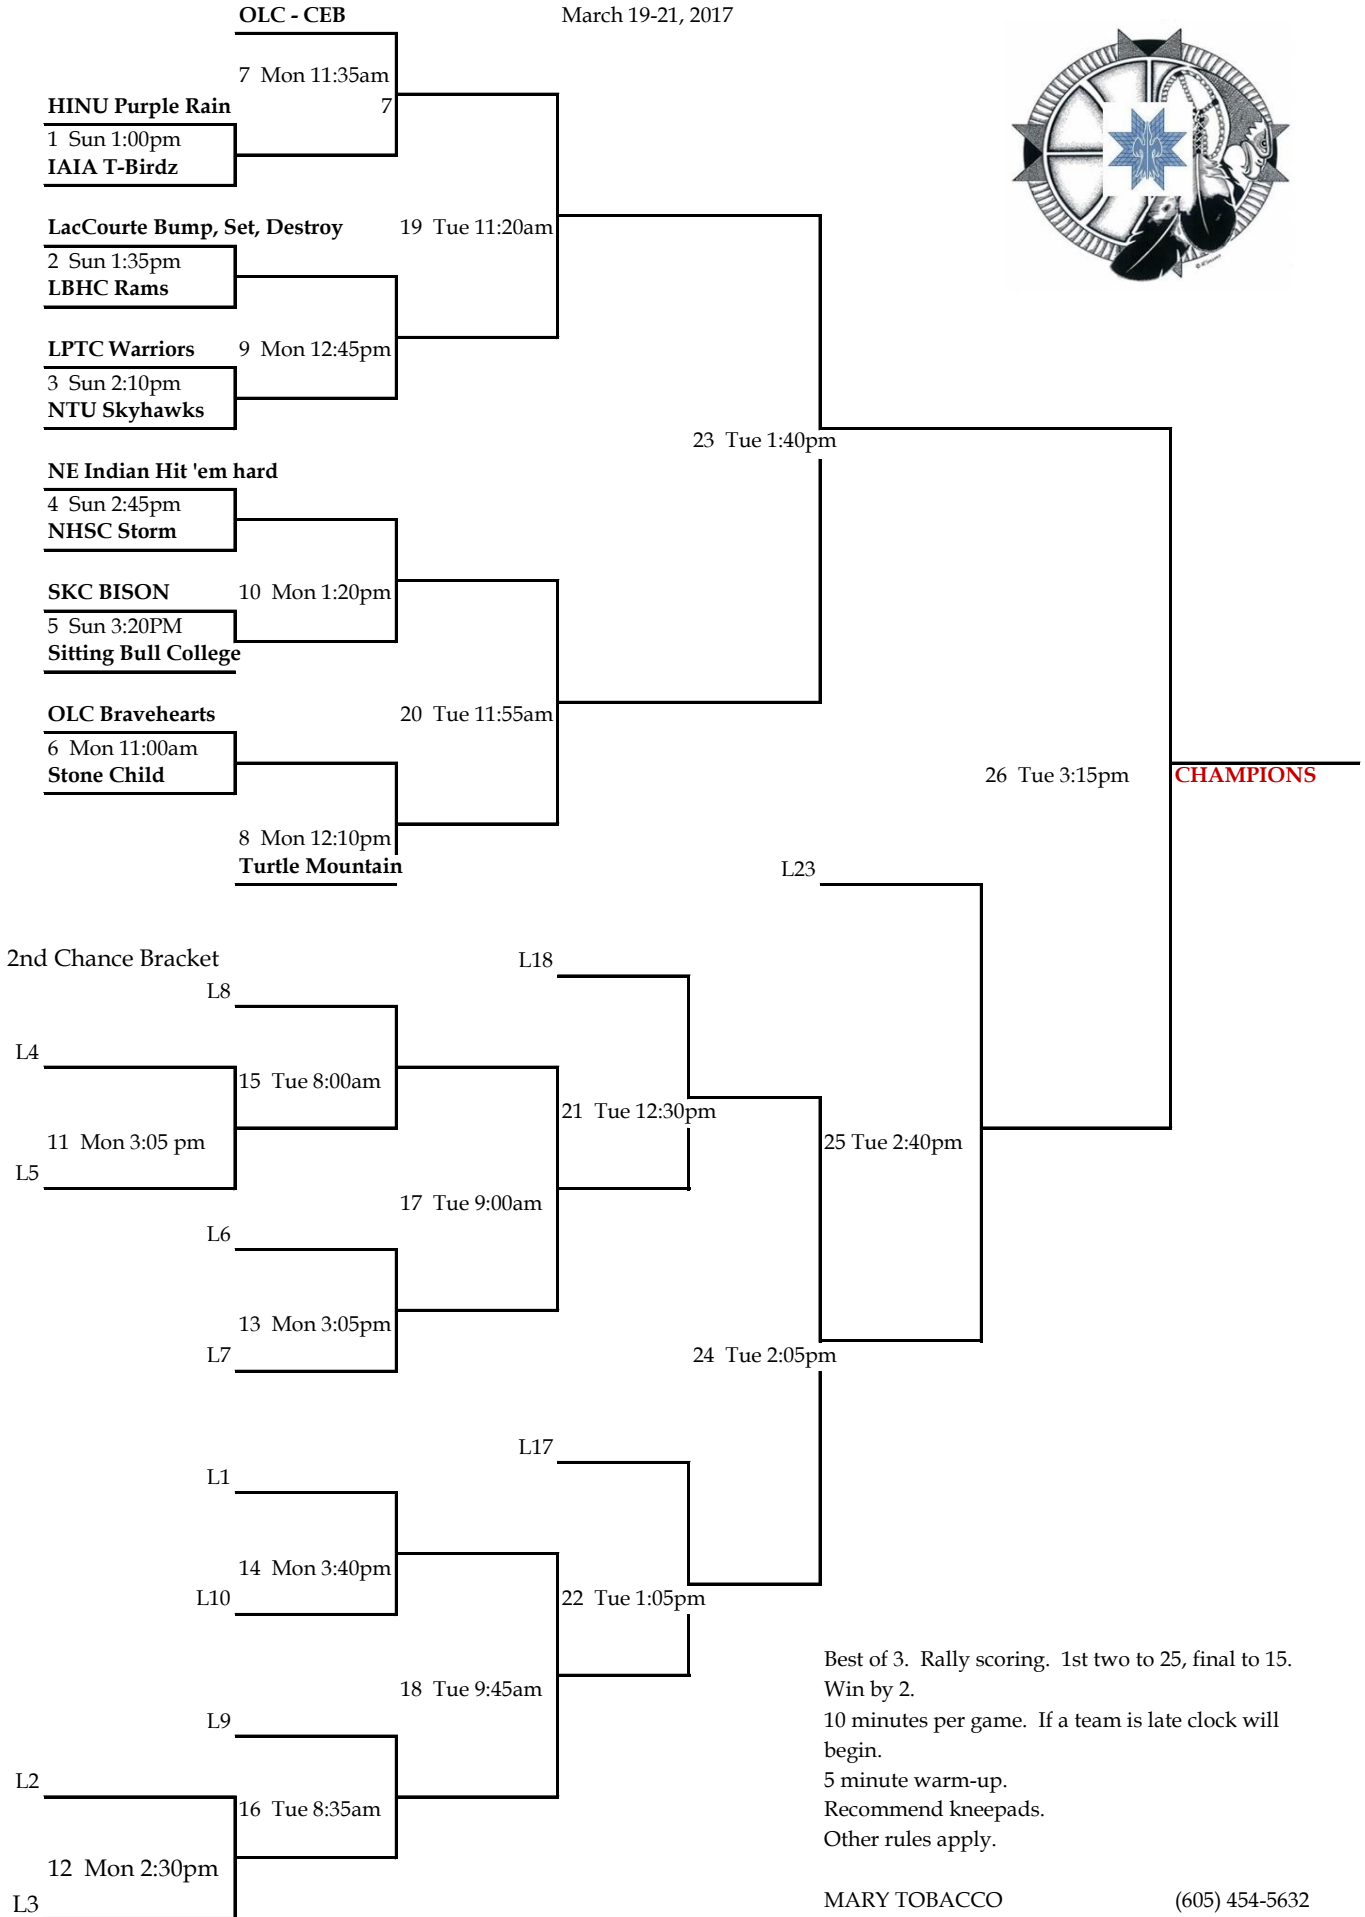 OLC - CEB
March 19-21, 2017
7 Mon 11:35am
HINU Purple Rain
7
1 Sun 1:00pm
IAIA T-Birdz
LacCourte Bump, Set, Destroy
19 Tue 11:20am
2 Sun 1:35pm
LBHC Rams
LPTC Warriors
9 Mon 12:45pm
3 Sun 2:10pm
NTU Skyhawks
23 Tue 1:40pm
NE Indian Hit 'em hard
4 Sun 2:45pm
NHSC Storm
SKC BISON
10 Mon 1:20pm
5 Sun 3:20PM
Sitting Bull College
OLC Bravehearts
20 Tue 11:55am
6 Mon 11:00am
Stone Child
26 Tue 3:15pm
CHAMPIONS
8 Mon 12:10pm
Turtle Mountain
L23
2nd Chance Bracket
L18
L8
L4
15 Tue 8:00am
21 Tue 12:30pm
11 Mon 3:05 pm
25 Tue 2:40pm
L5
17 Tue 9:00am
L6
13 Mon 3:05pm
L7
24 Tue 2:05pm
L17
L1
14 Mon 3:40pm
L10
22 Tue 1:05pm
18 Tue 9:45am
L9
L2
16 Tue 8:35am
12 Mon 2:30pm
L3
Best of 3. Rally scoring. 1st two to 25, final to 15.
Win by 2.
10 minutes per game. If a team is late clock will
begin.
5 minute warm-up.
Recommend kneepads.
Other rules apply.
MARY TOBACCO (605) 454-5632